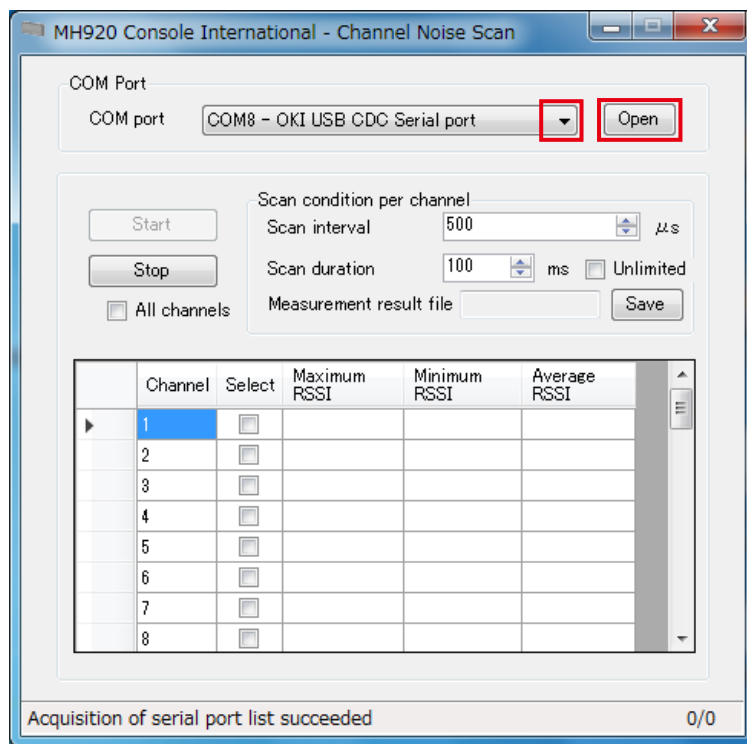 MH920 Console International - Channel Noise Scan
COM Port
COM port COM8 - OKI USB CDC Serial port Open
Scan condition per channel
Start Scan interval 500 μs
Stop Scan duration 100 ms Unlimited
All channels Measurement result file Save
Channel Select Maximum RSSI Minimum RSSI Average RSSI
1
2
3
4
5
6
7
8
Acquisition of serial port list succeeded 0/0